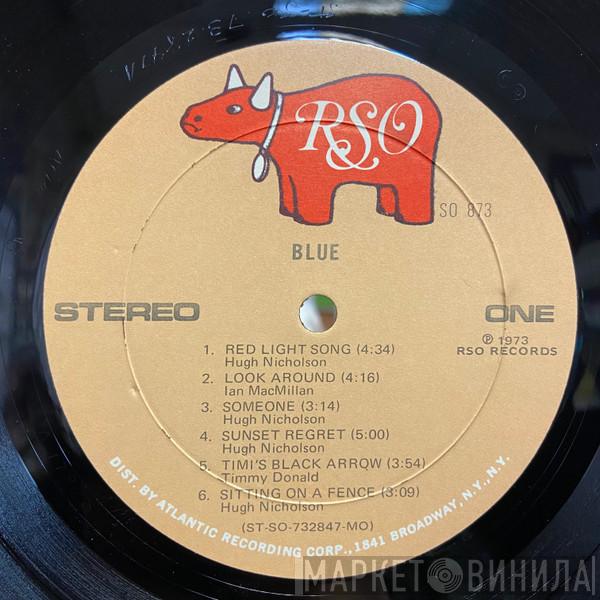 RSO
SO 873
BLUE
STEREO
ONE
℗ 1973
RSO RECORDS
1. RED LIGHT SONG (4:34)
Hugh Nicholson
2. LOOK AROUND (4:16)
Ian MacMillan
3. SOMEONE (3:14)
Hugh Nicholson
4. SUNSET REGRET (5:00)
Hugh Nicholson
5. TIMI'S BLACK ARROW (3:54)
Timmy Donald
6. SITTING ON A FENCE (3:09)
Hugh Nicholson
(ST-SO-732847-MO)
DIST. BY ATLANTIC RECORDING CORP., 1841 BROADWAY, N.Y., N.Y.
МАРКЕТ ВИНИЛА